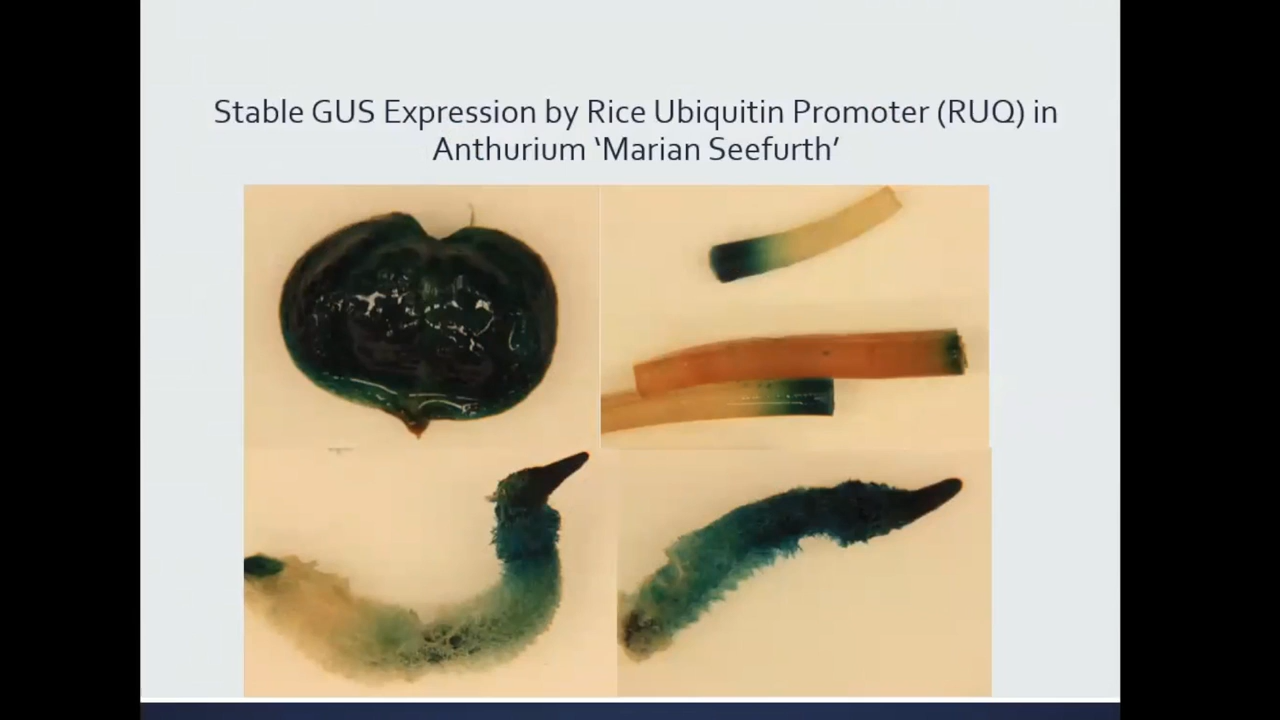 Stable GUS Expression by Rice Ubiquitin Promoter (RUQ) in
Anthurium ‘Marian Seefurth’